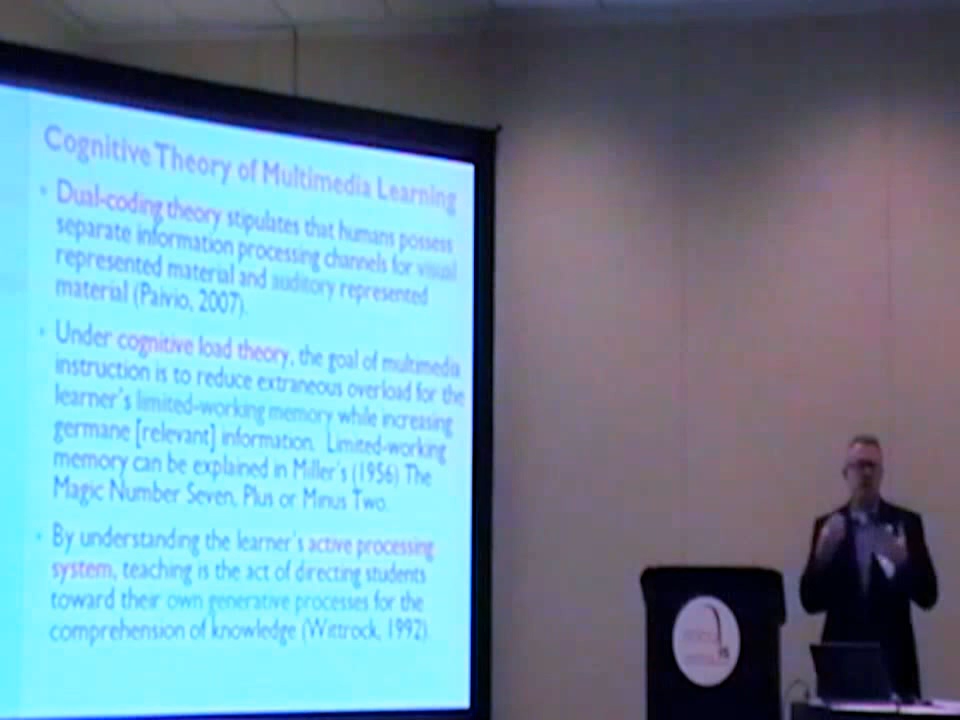 Cognitive Theory of Multimedia Learning
Dual-coding theory stipulates that humans possess
separate information processing channels for visual
represented material and auditory represented
material (Paivio, 2007).
Under cognitive load theory, the goal of multimedia
instruction is to reduce extraneous overload for the
learner's limited-working memory while increasing
germane [relevant] information. Limited-working
memory can be explained in Miller's (1956) The
Magic Number Seven, Plus or Minus Two.
By understanding the learner's active processing
system, teaching is the act of directing students
toward their own generative processes for the
comprehension of knowledge (Wittrock, 1992).